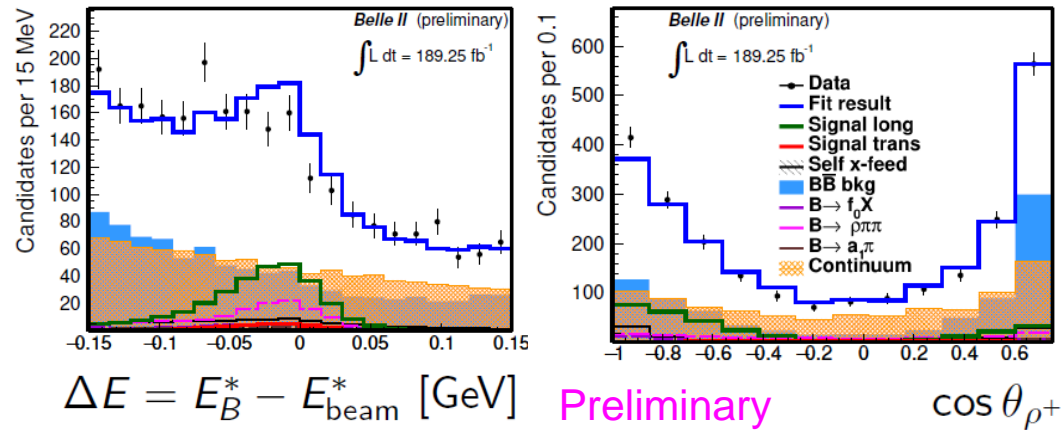 Belle II (preliminary)
∫L dt = 189.25 fb⁻¹
Candidates per 15 MeV
220
200
180
160
140
120
100
80
60
40
20
−0.15 −0.1 −0.05 0 0.05 0.1 0.15
ΔE = E*_B − E*_beam [GeV]
Belle II (preliminary)
∫L dt = 189.25 fb⁻¹
Candidates per 0.1
600
500
400
300
200
100
Data
Fit result
Signal long
Signal trans
Self x-feed
BB̅ bkg
B→ f₀X
B→ ρππ
B→ a₁π
Continuum
−1 −0.8 −0.6 −0.4 −0.2 0 0.2 0.4 0.6
Preliminary
cos θ_ρ⁺